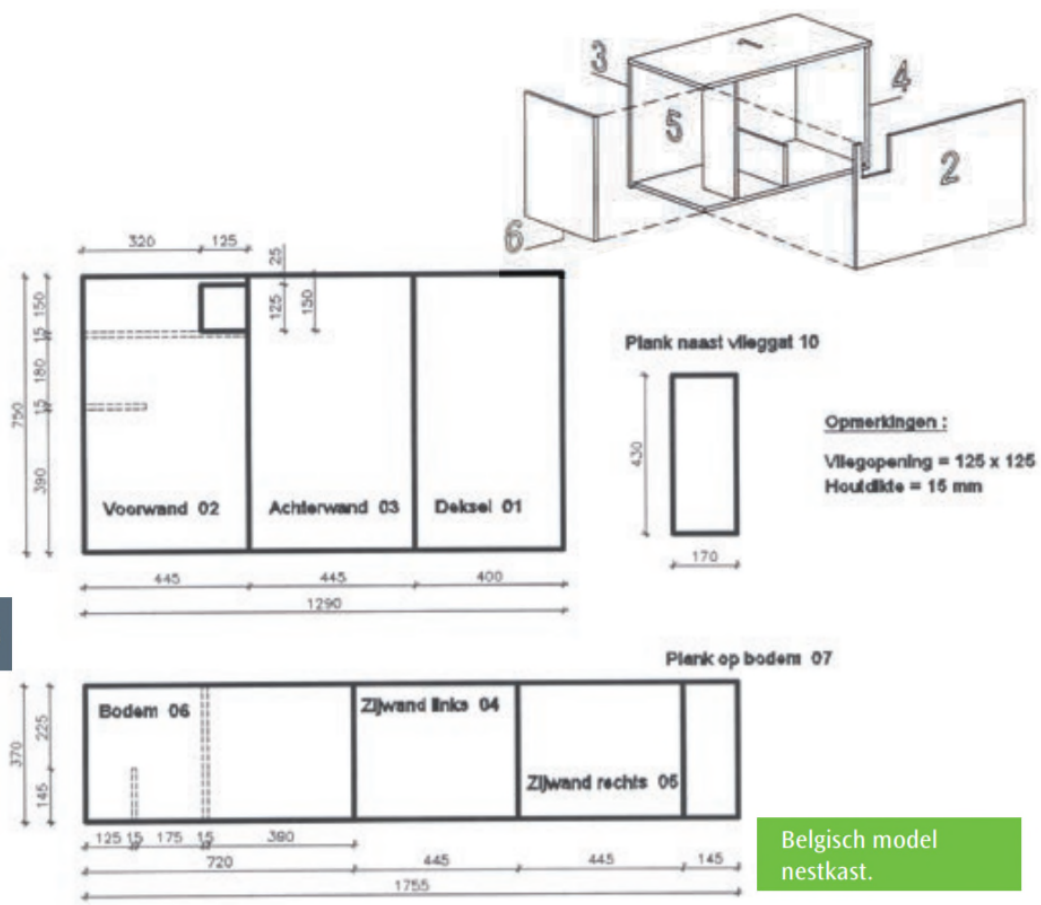 1
3
4
5
2
6
320 125
25
125
150
150
15
180
15
390
750
Voorwand 02
Achterwand 03
Deksel 01
445 445 400
1290
Plank naast vlieggat 10
430
170
Opmerkingen :
Vliegopening = 125 x 125
Houtdikte = 15 mm
Plank op bodem 07
Bodem 06
Zijwand links 04
Zijwand rechts 05
370
225
145
125 15 175 15 390
720 445 445 145
1755
Belgisch model
nestkast.